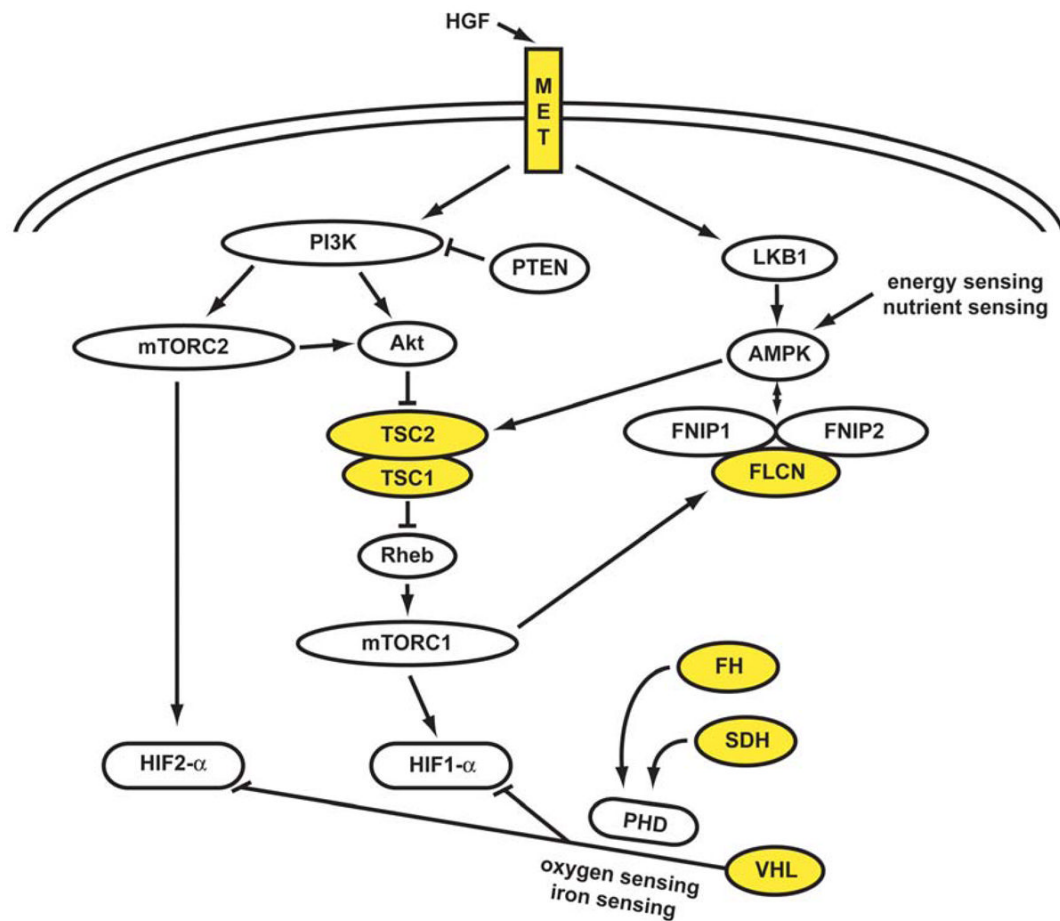 HGF
M
E
T
PI3K
PTEN
LKB1
energy sensing
nutrient sensing
mTORC2
Akt
AMPK
TSC2
FNIP1
FNIP2
TSC1
FLCN
Rheb
mTORC1
FH
SDH
HIF2-α
HIF1-α
PHD
VHL
oxygen sensing
iron sensing